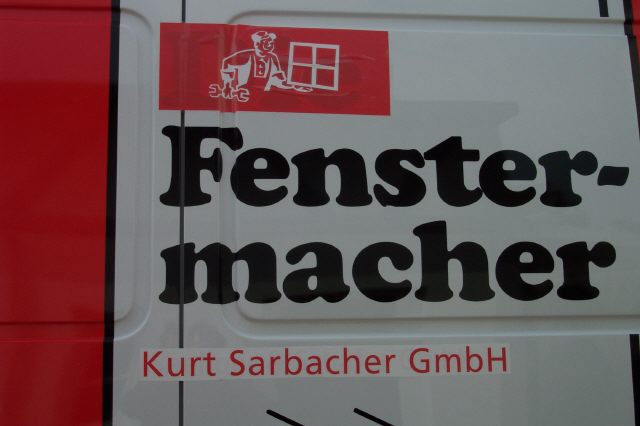 Fenster-
macher
Kurt Sarbacher GmbH